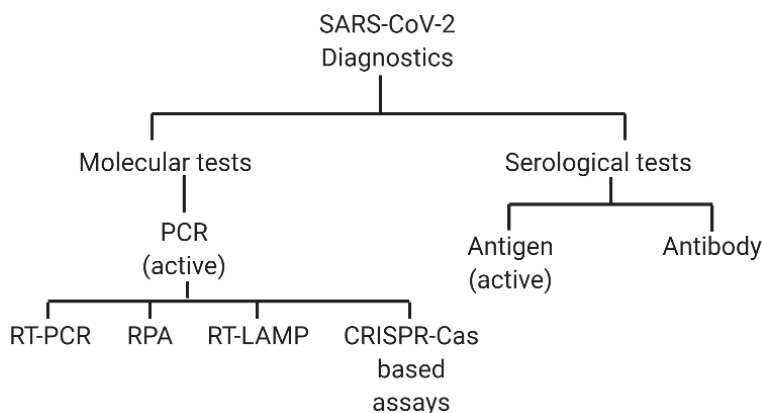 SARS-CoV-2
Diagnostics
Molecular tests
Serological tests
PCR
(active)
Antigen
(active)
Antibody
RT-PCR
RPA
RT-LAMP
CRISPR-Cas
based
assays